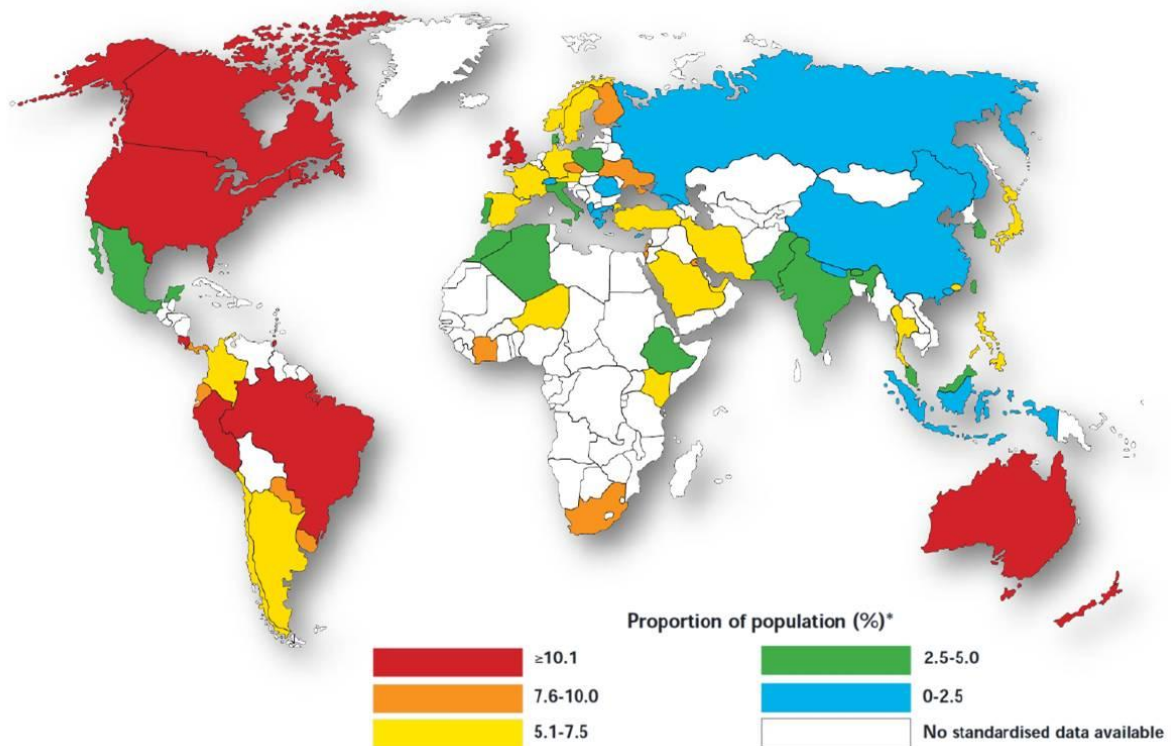 Proportion of population (%)*
≥10.1
7.6-10.0
5.1-7.5
2.5-5.0
0-2.5
No standardised data available